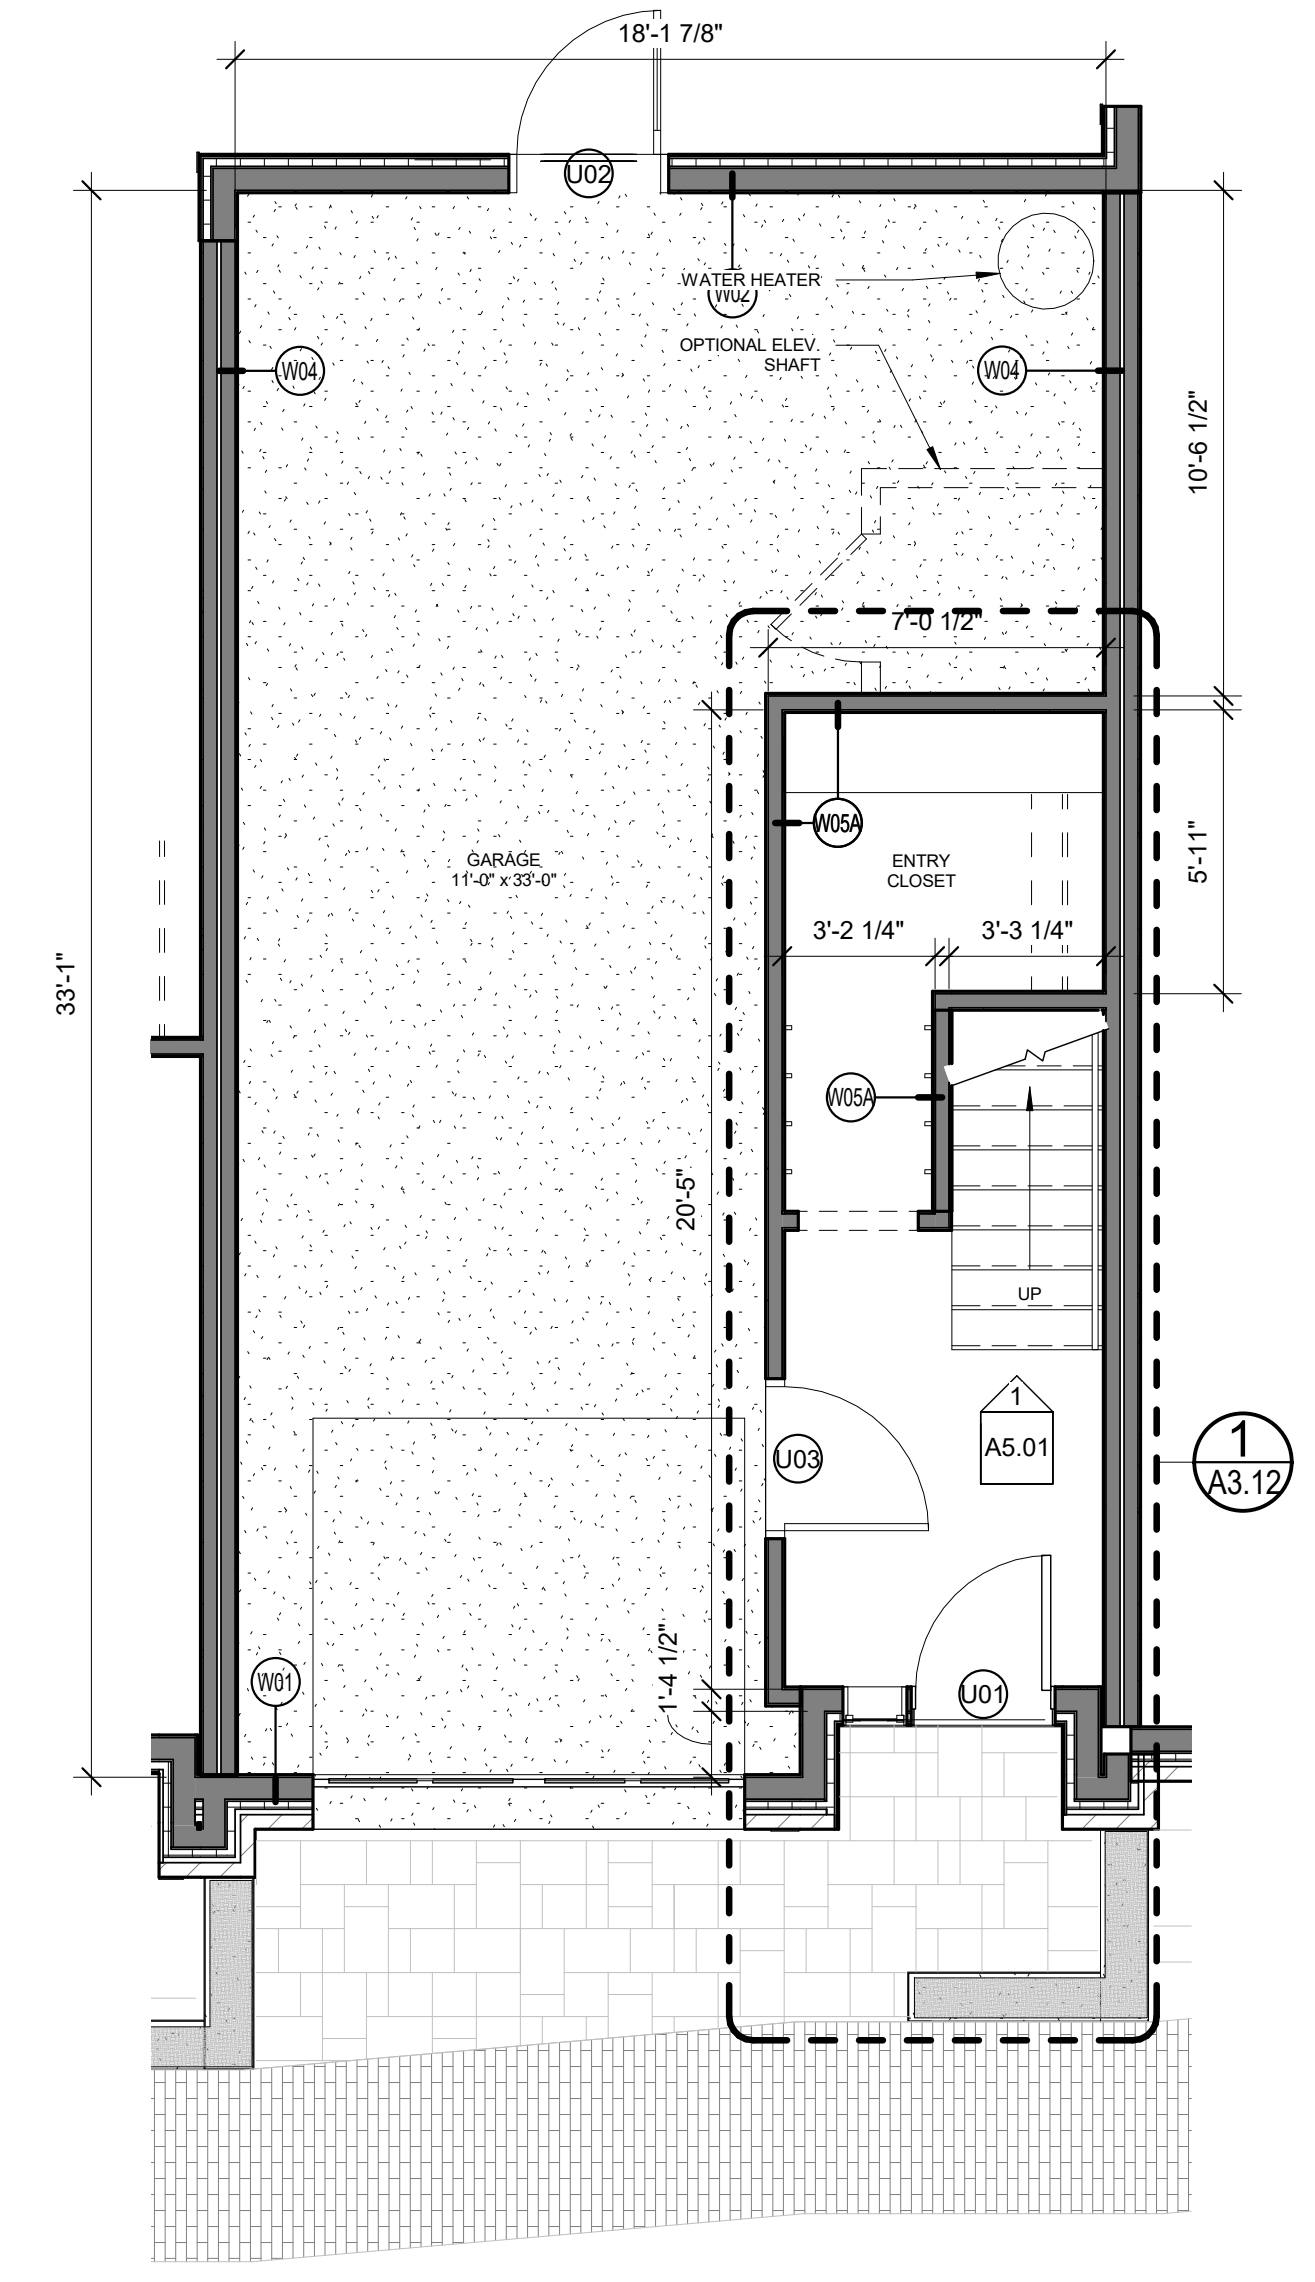 18'-1 7/8"
U02
WATER HEATER
W02
OPTIONAL ELEV.
SHAFT
W04
W04
10'-6 1/2"
7'-0 1/2"
W05A
GARAGE
11'-0" x 33'-0"
ENTRY
CLOSET
5'-11"
3'-2 1/4"
3'-3 1/4"
33'-1"
W05A
20'-5"
UP
1
A5.01
U03
1
A3.12
1'-4 1/2"
W01
U01